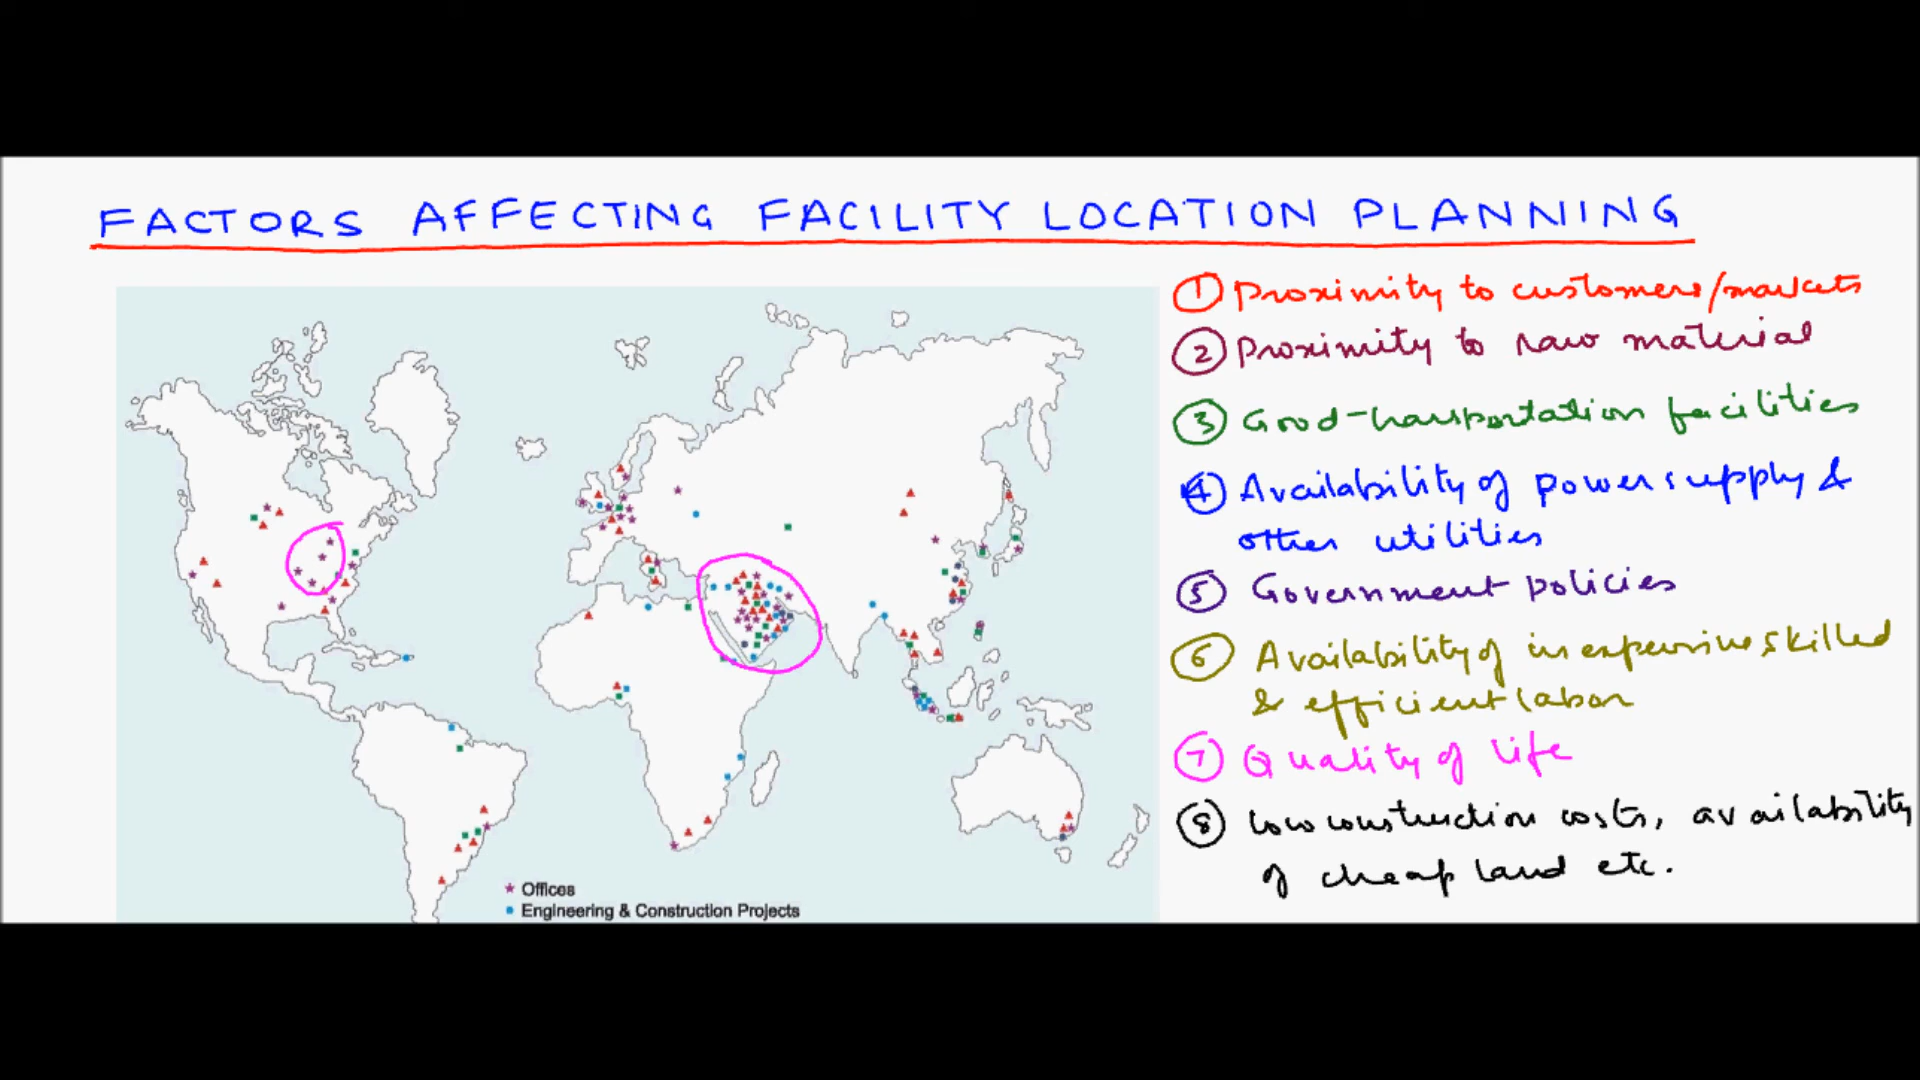 FACTORS AFFECTING FACILITY LOCATION PLANNING
① Proximity to customers/markets
② Proximity to raw material
③ Good-transportation facilities
④ Availability of power supply &
other utilities
⑤ Government policies
⑥ Availability of inexpensive skilled
& efficient labor
⑦ Quality of life
⑧ Low construction costs, availability
of cheap land etc.
Offices
Engineering & Construction Projects